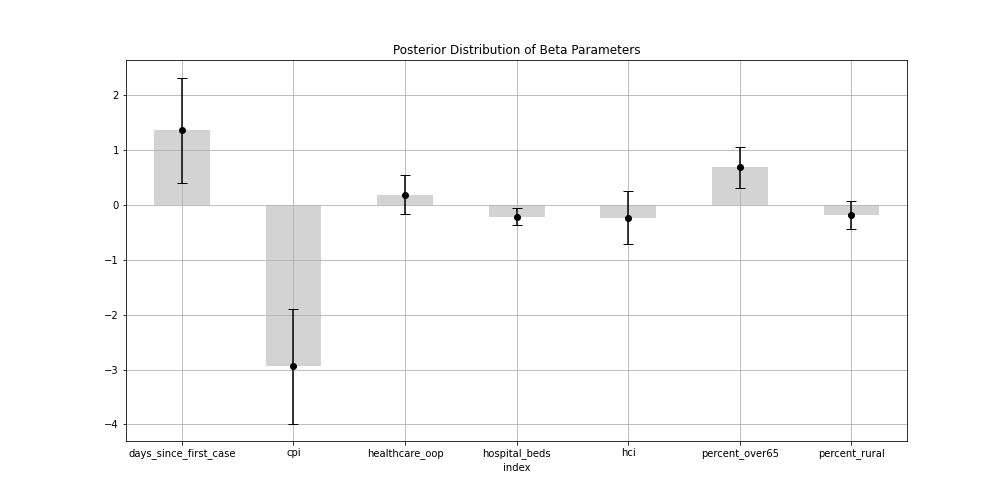 Posterior Distribution of Beta Parameters
2
1
0
−1
−2
−3
−4
days_since_first_case cpi healthcare_oop hospital_beds hci percent_over65 percent_rural
index